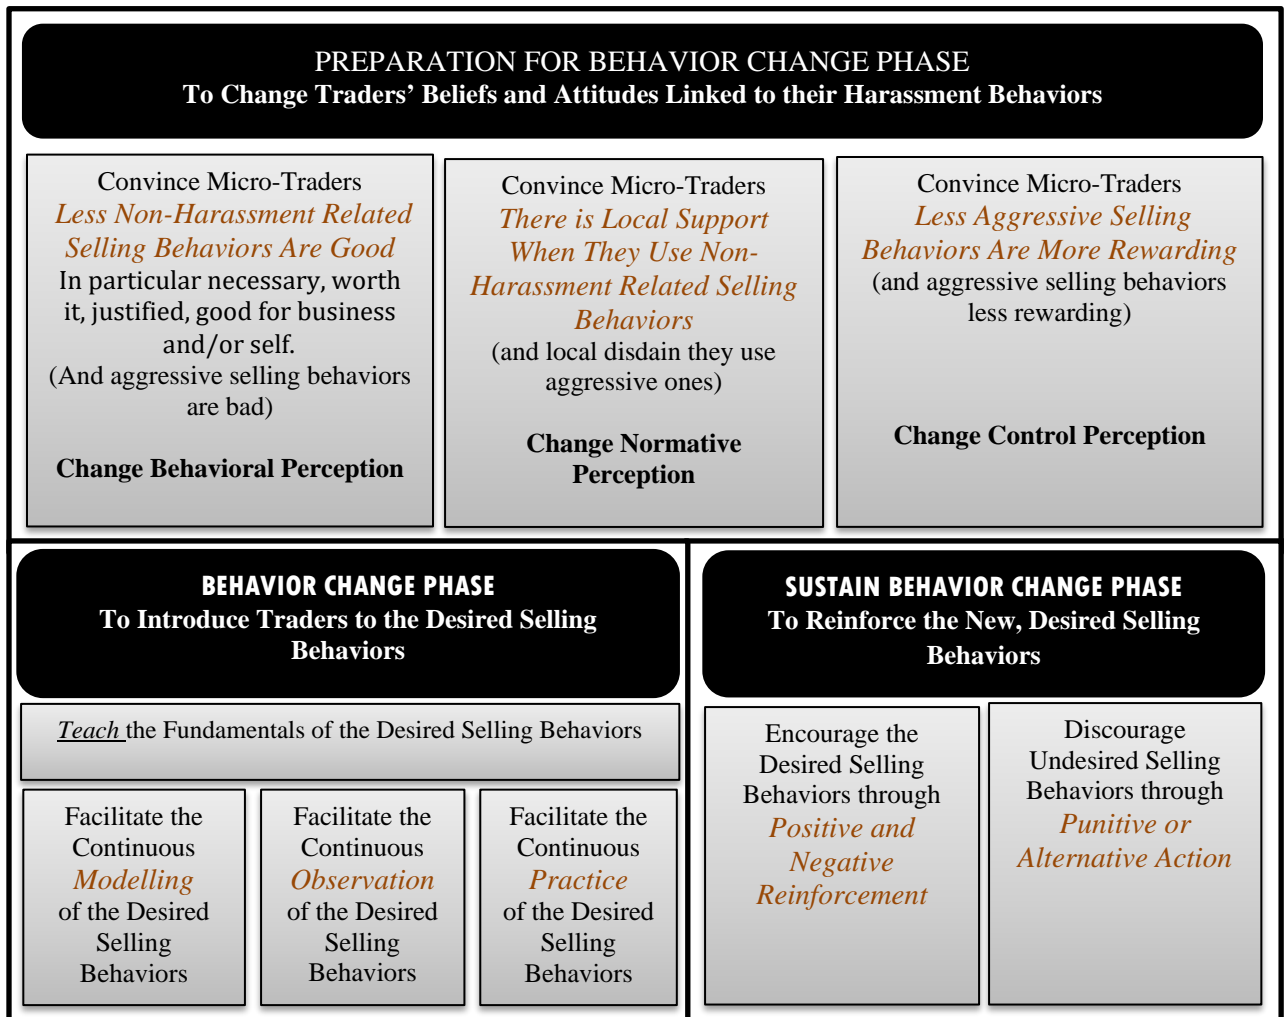 PREPARATION FOR BEHAVIOR CHANGE PHASE
To Change Traders’ Beliefs and Attitudes Linked to their Harassment Behaviors
Convince Micro-Traders
Less Non-Harassment Related
Selling Behaviors Are Good
In particular necessary, worth
it, justified, good for business
and/or self.
(And aggressive selling behaviors
are bad)
Change Behavioral Perception
Convince Micro-Traders
There is Local Support
When They Use Non-
Harassment Related Selling
Behaviors
(and local disdain they use
aggressive ones)
Change Normative
Perception
Convince Micro-Traders
Less Aggressive Selling
Behaviors Are More Rewarding
(and aggressive selling behaviors
less rewarding)
Change Control Perception
BEHAVIOR CHANGE PHASE
To Introduce Traders to the Desired Selling
Behaviors
Teach the Fundamentals of the Desired Selling Behaviors
Facilitate the
Continuous
Modelling
of the Desired
Selling
Behaviors
Facilitate the
Continuous
Observation
of the Desired
Selling
Behaviors
Facilitate the
Continuous
Practice
of the Desired
Selling
Behaviors
SUSTAIN BEHAVIOR CHANGE PHASE
To Reinforce the New, Desired Selling
Behaviors
Encourage the
Desired Selling
Behaviors through
Positive and
Negative
Reinforcement
Discourage
Undesired Selling
Behaviors through
Punitive or
Alternative Action